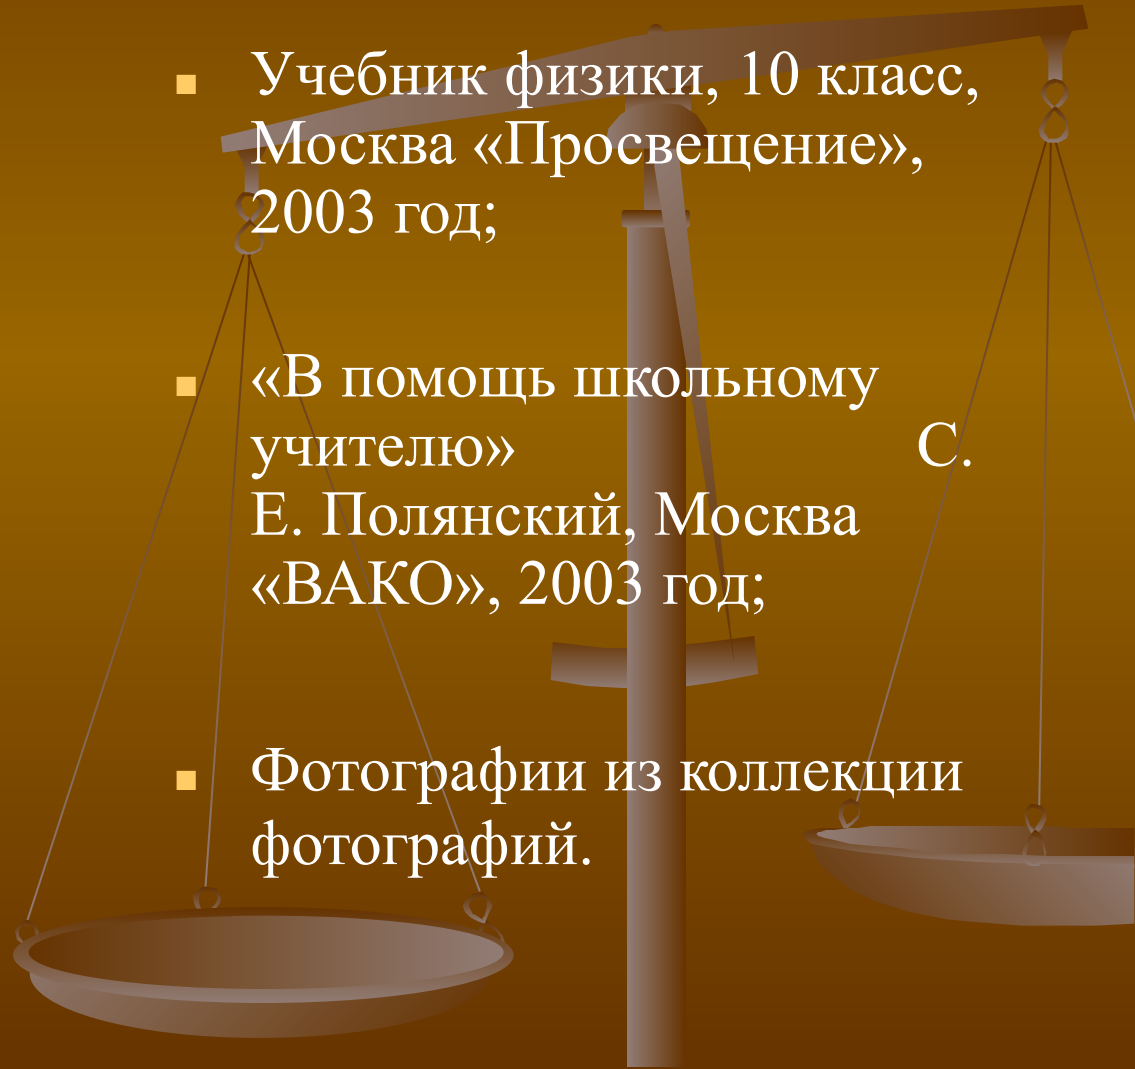 Учебник физики, 10 класс,
Москва «Просвещение»,
2003 год;
«В помощь школьному
учителю» С.
Е. Полянский, Москва
«ВАКО», 2003 год;
Фотографии из коллекции
фотографий.